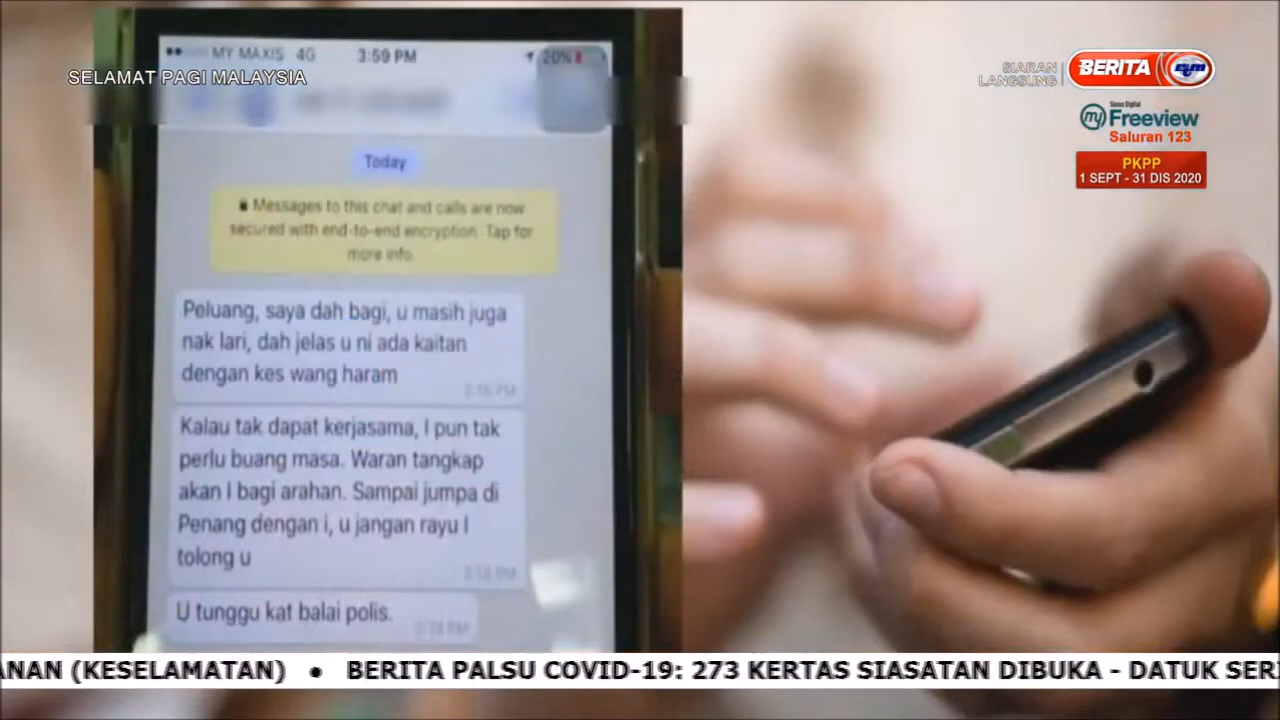 MY MAXIS 4G 3:59 PM 20%
SELAMAT PAGI MALAYSIA
SIARAN
LANGSUNG
BERITA rtm
Siaran Digital
my Freeview
Saluran 123
PKPP
1 SEPT - 31 DIS 2020
Today
Messages to this chat and calls are now
secured with end-to-end encryption. Tap for
more info.
Peluang, saya dah bagi, u masih juga
nak lari, dah jelas u ni ada kaitan
dengan kes wang haram
Kalau tak dapat kerjasama, I pun tak
perlu buang masa. Waran tangkap
akan I bagi arahan. Sampai jumpa di
Penang dengan i, u jangan rayu I
tolong u
U tunggu kat balai polis.
ANAN (KESELAMATAN) • BERITA PALSU COVID-19: 273 KERTAS SIASATAN DIBUKA - DATUK SERI